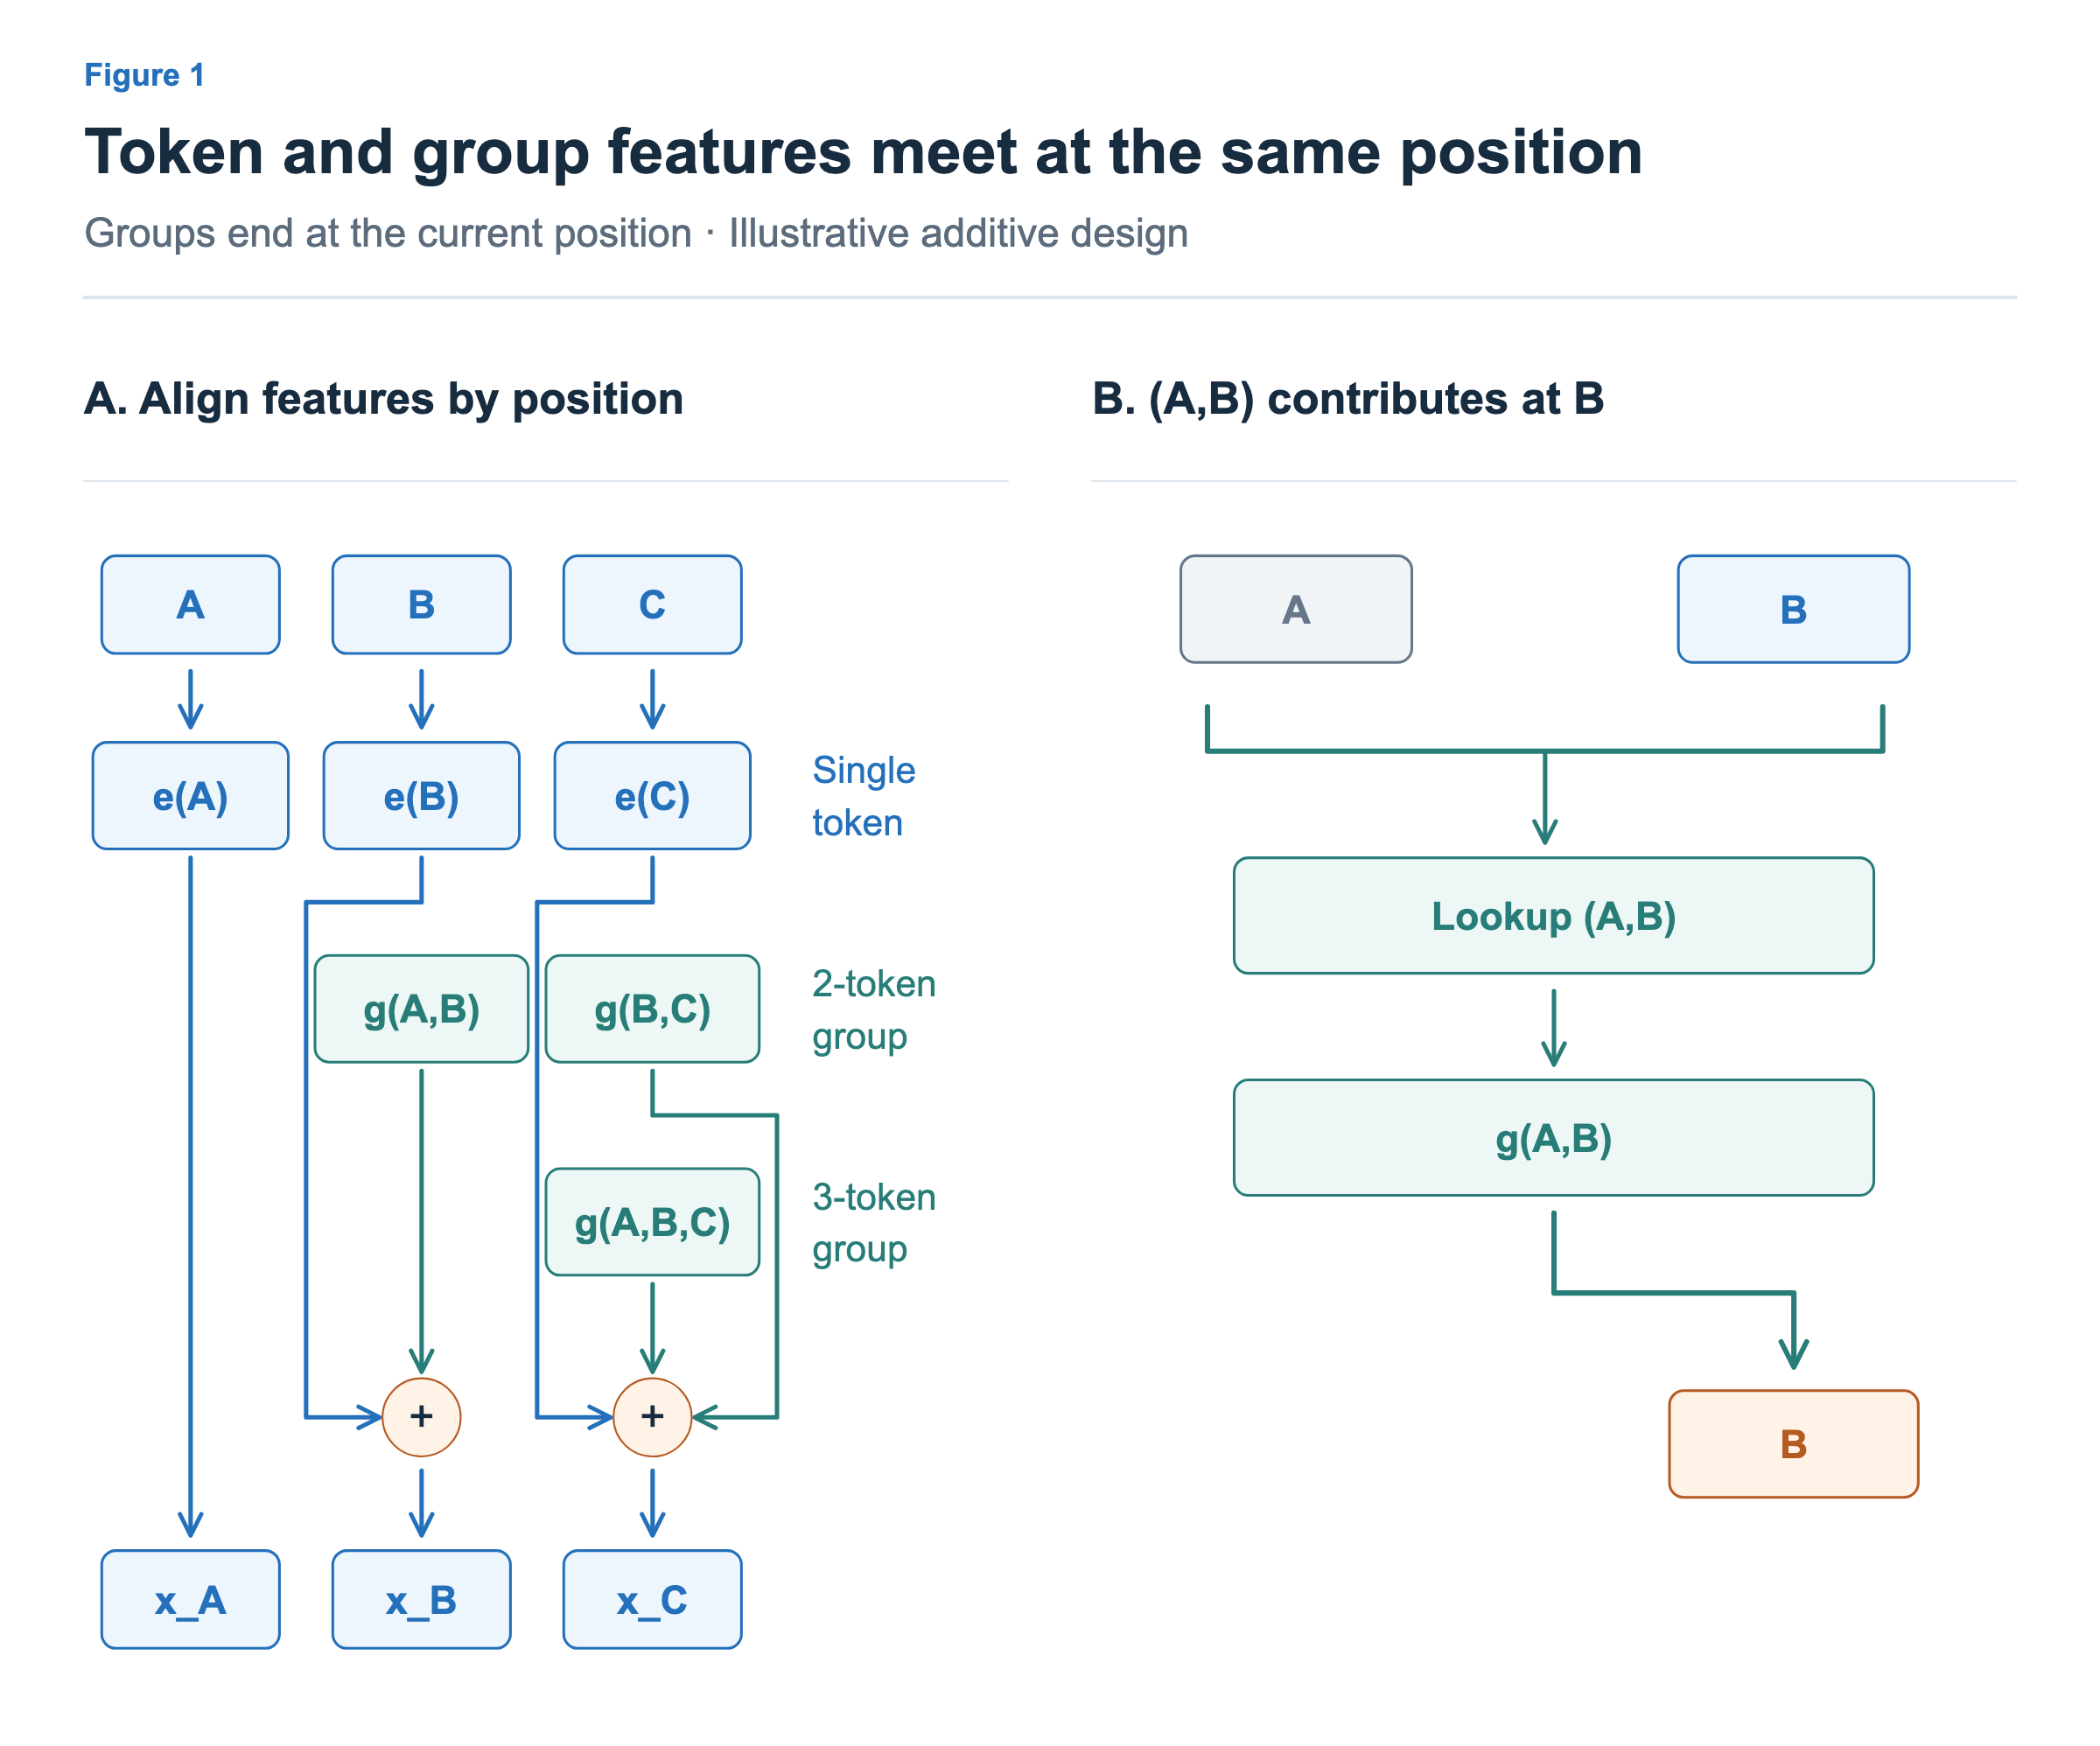 Figure 1
Token and group features meet at the same position
Groups end at the current position · Illustrative additive design
A. Align features by position
A
B
C
e(A)
e(B)
e(C)
Single
token
g(A,B)
g(B,C)
2-token
group
g(A,B,C)
3-token
group
+
+
x_A
x_B
x_C
B. (A,B) contributes at B
A
B
Lookup (A,B)
g(A,B)
B